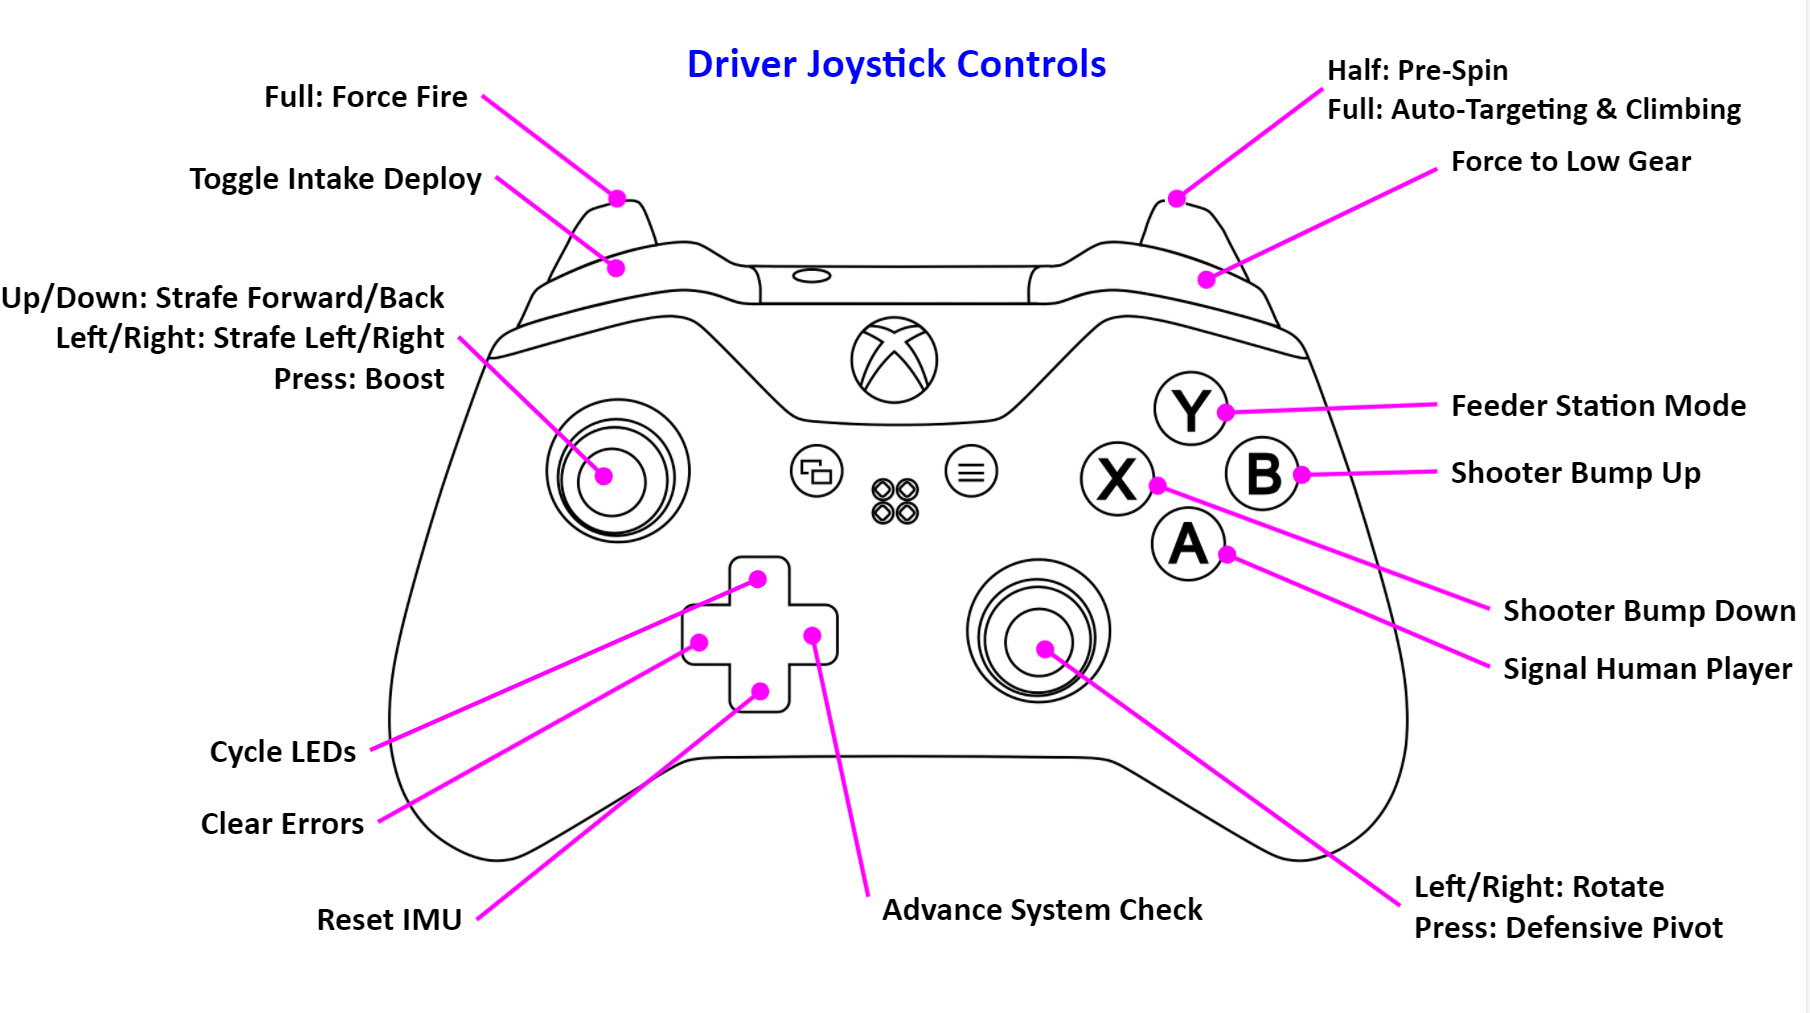 Driver Joystick Controls
Full: Force Fire
Half: Pre-Spin
Full: Auto-Targeting & Climbing
Toggle Intake Deploy
Force to Low Gear
Up/Down: Strafe Forward/Back
Left/Right: Strafe Left/Right
Press: Boost
Y
Feeder Station Mode
X
B
Shooter Bump Up
A
Shooter Bump Down
Signal Human Player
Cycle LEDs
Clear Errors
Reset IMU
Advance System Check
Left/Right: Rotate
Press: Defensive Pivot